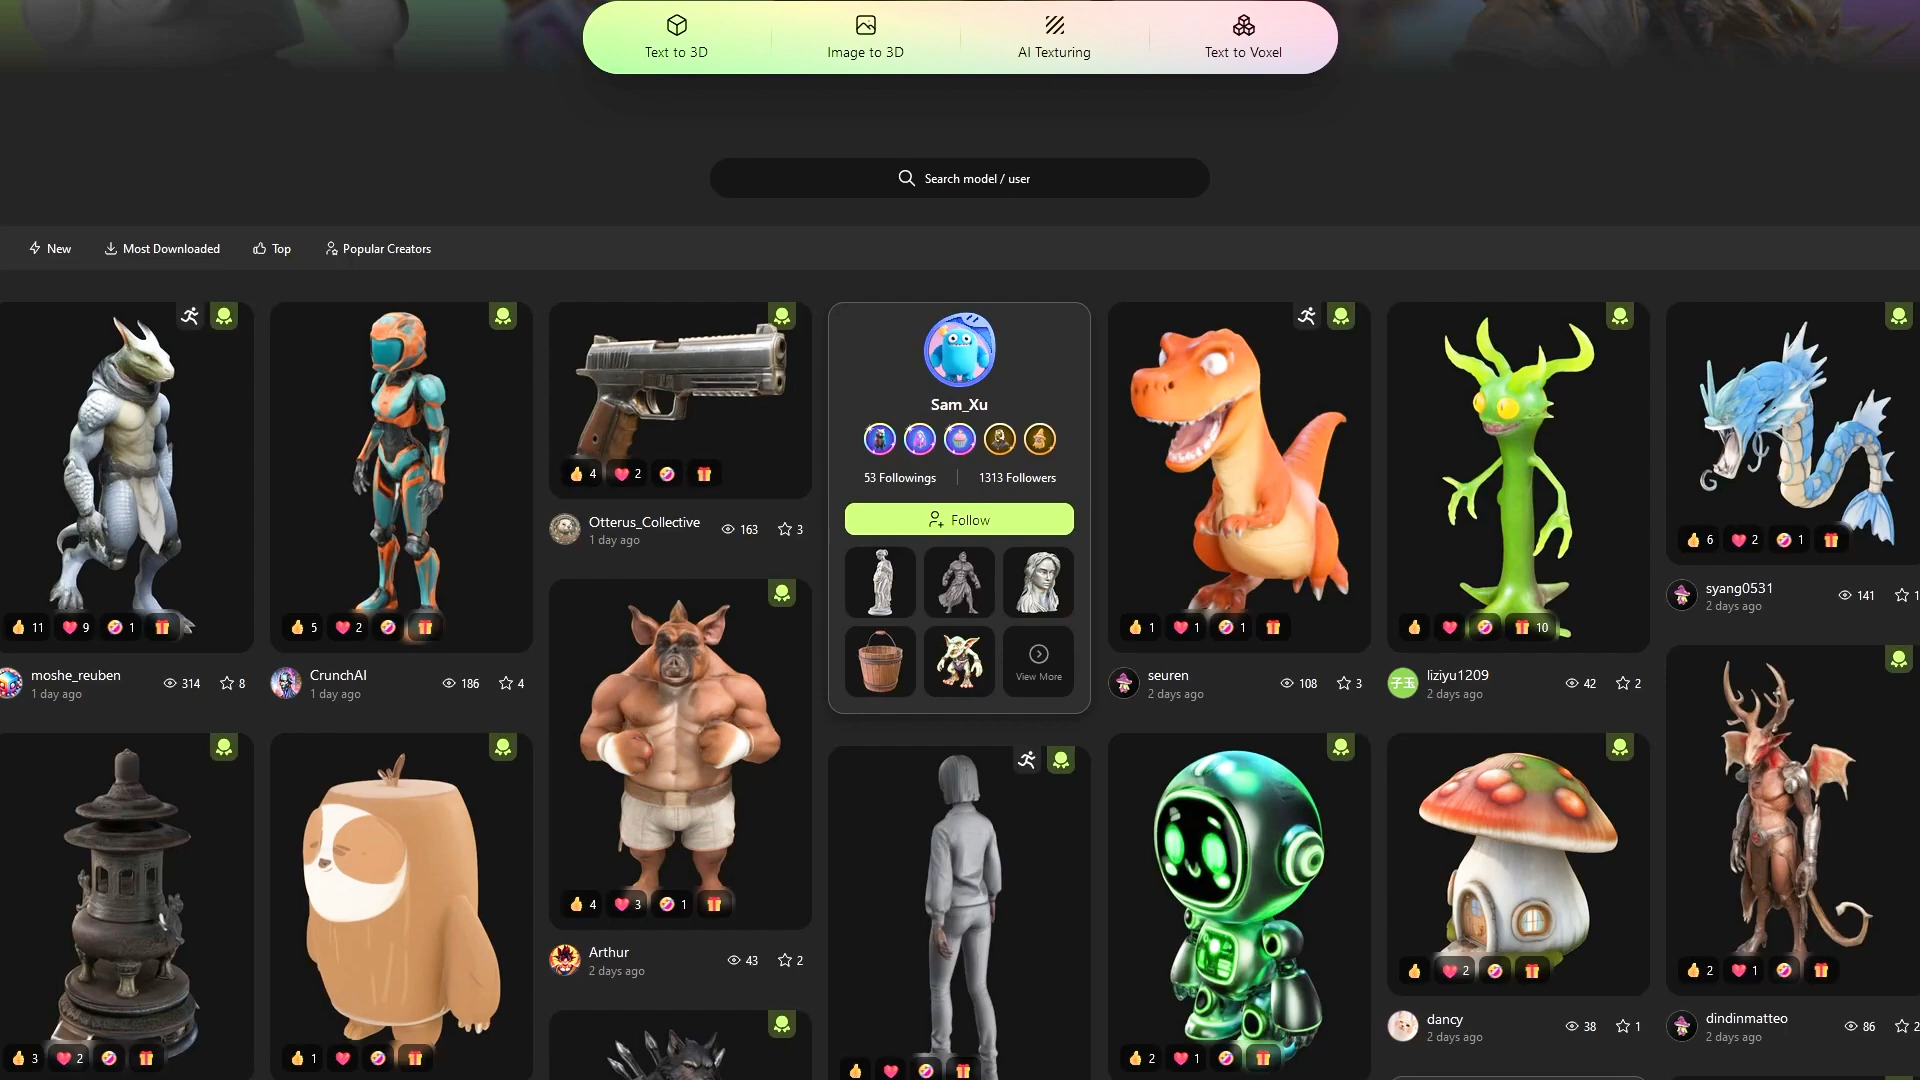 Text to 3D
Image to 3D
AI Texturing
Text to Voxel
Search model / user
New
Most Downloaded
Top
Popular Creators
11 9 1
moshe_reuben
1 day ago
314 8
5 2
CrunchAI
1 day ago
186 4
4 2
Otterus_Collective
1 day ago
163 3
Sam_Xu
53 Followings
1313 Followers
Follow
View More
1 1 1
seuren
2 days ago
108 3
10
子玉
liziyu1209
2 days ago
42 2
6 2 1
syang0531
2 days ago
141 1
3 2
1
4 3 1
Arthur
2 days ago
43 2
2 1
2
dancy
2 days ago
38 1
2 1
dindinmatteo
2 days ago
86 2